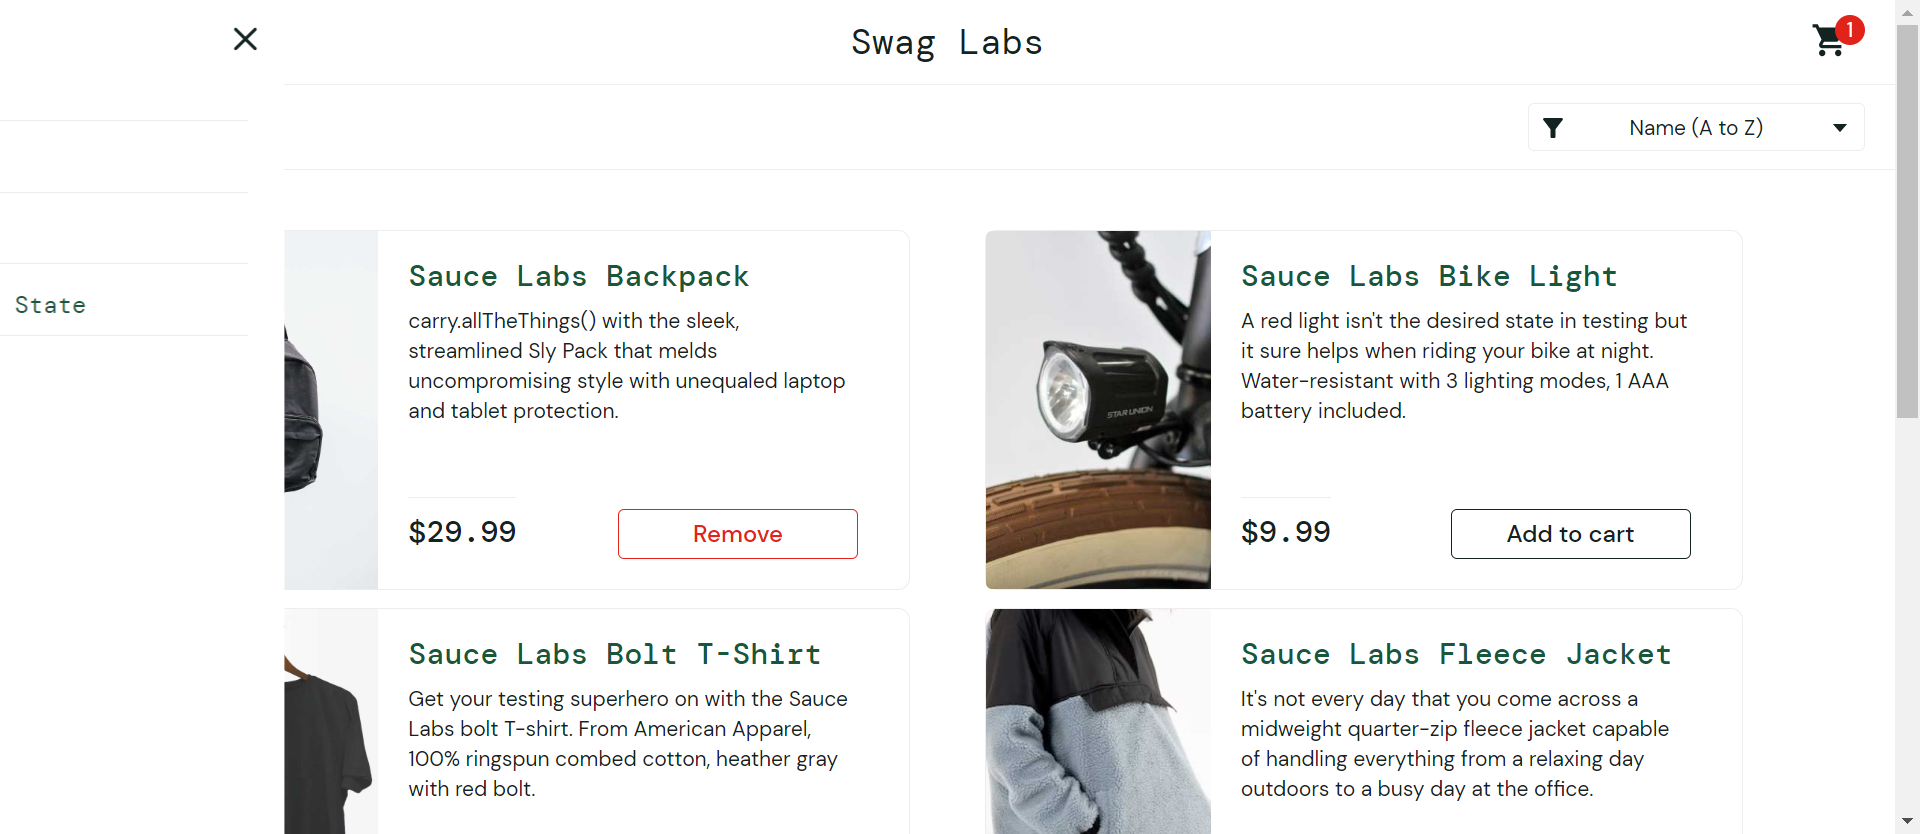 Swag Labs
1
Name (A to Z)
State
Sauce Labs Backpack
carry.allTheThings() with the sleek,
streamlined Sly Pack that melds
uncompromising style with unequaled laptop
and tablet protection.
$29.99
Remove
Sauce Labs Bike Light
A red light isn't the desired state in testing but
it sure helps when riding your bike at night.
Water-resistant with 3 lighting modes, 1 AAA
battery included.
STAR UNION
$9.99
Add to cart
Sauce Labs Bolt T-Shirt
Get your testing superhero on with the Sauce
Labs bolt T-shirt. From American Apparel,
100% ringspun combed cotton, heather gray
with red bolt.
Sauce Labs Fleece Jacket
It's not every day that you come across a
midweight quarter-zip fleece jacket capable
of handling everything from a relaxing day
outdoors to a busy day at the office.